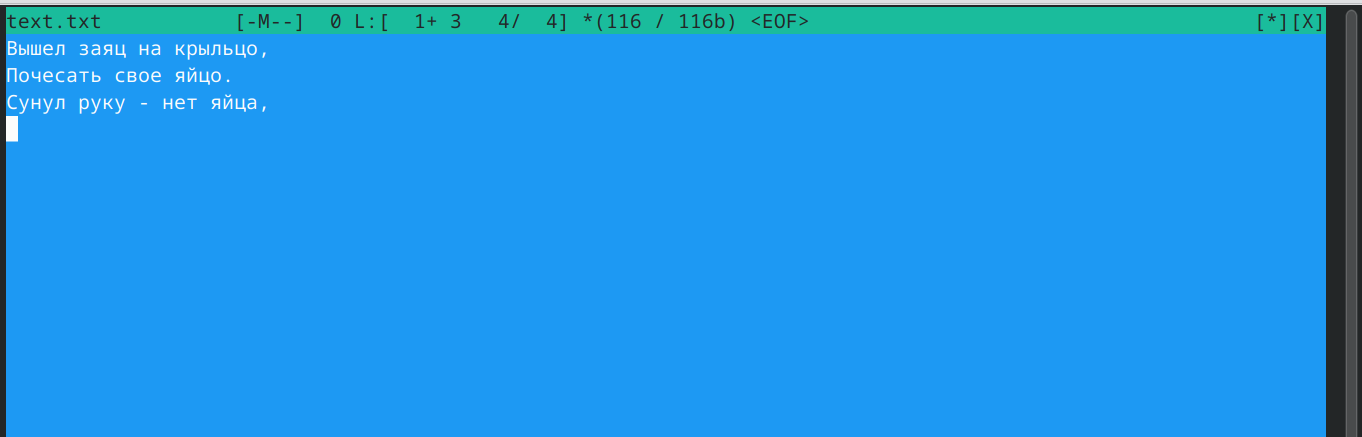 text.txt [-M--] 0 L:[ 1+ 3 4/ 4] *(116 / 116b) <EOF> [*][X]
Вышел заяц на крыльцо,
Почесать свое яйцо.
Сунул руку - нет яйца,